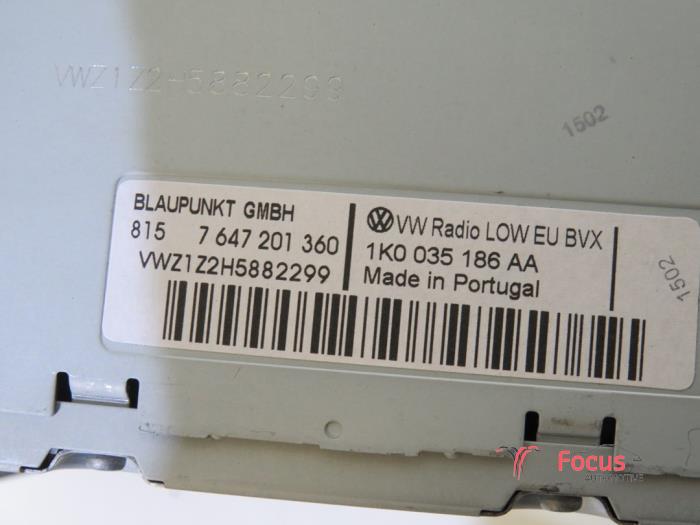 VWZ1Z2H5882299
1502
BLAUPUNKT GMBH
815 7 647 201 360
VWZ1Z2H5882299
VW Radio LOW EU BVX
1K0 035 186 AA
Made in Portugal
1502
Focus
AUTOMOTIVE